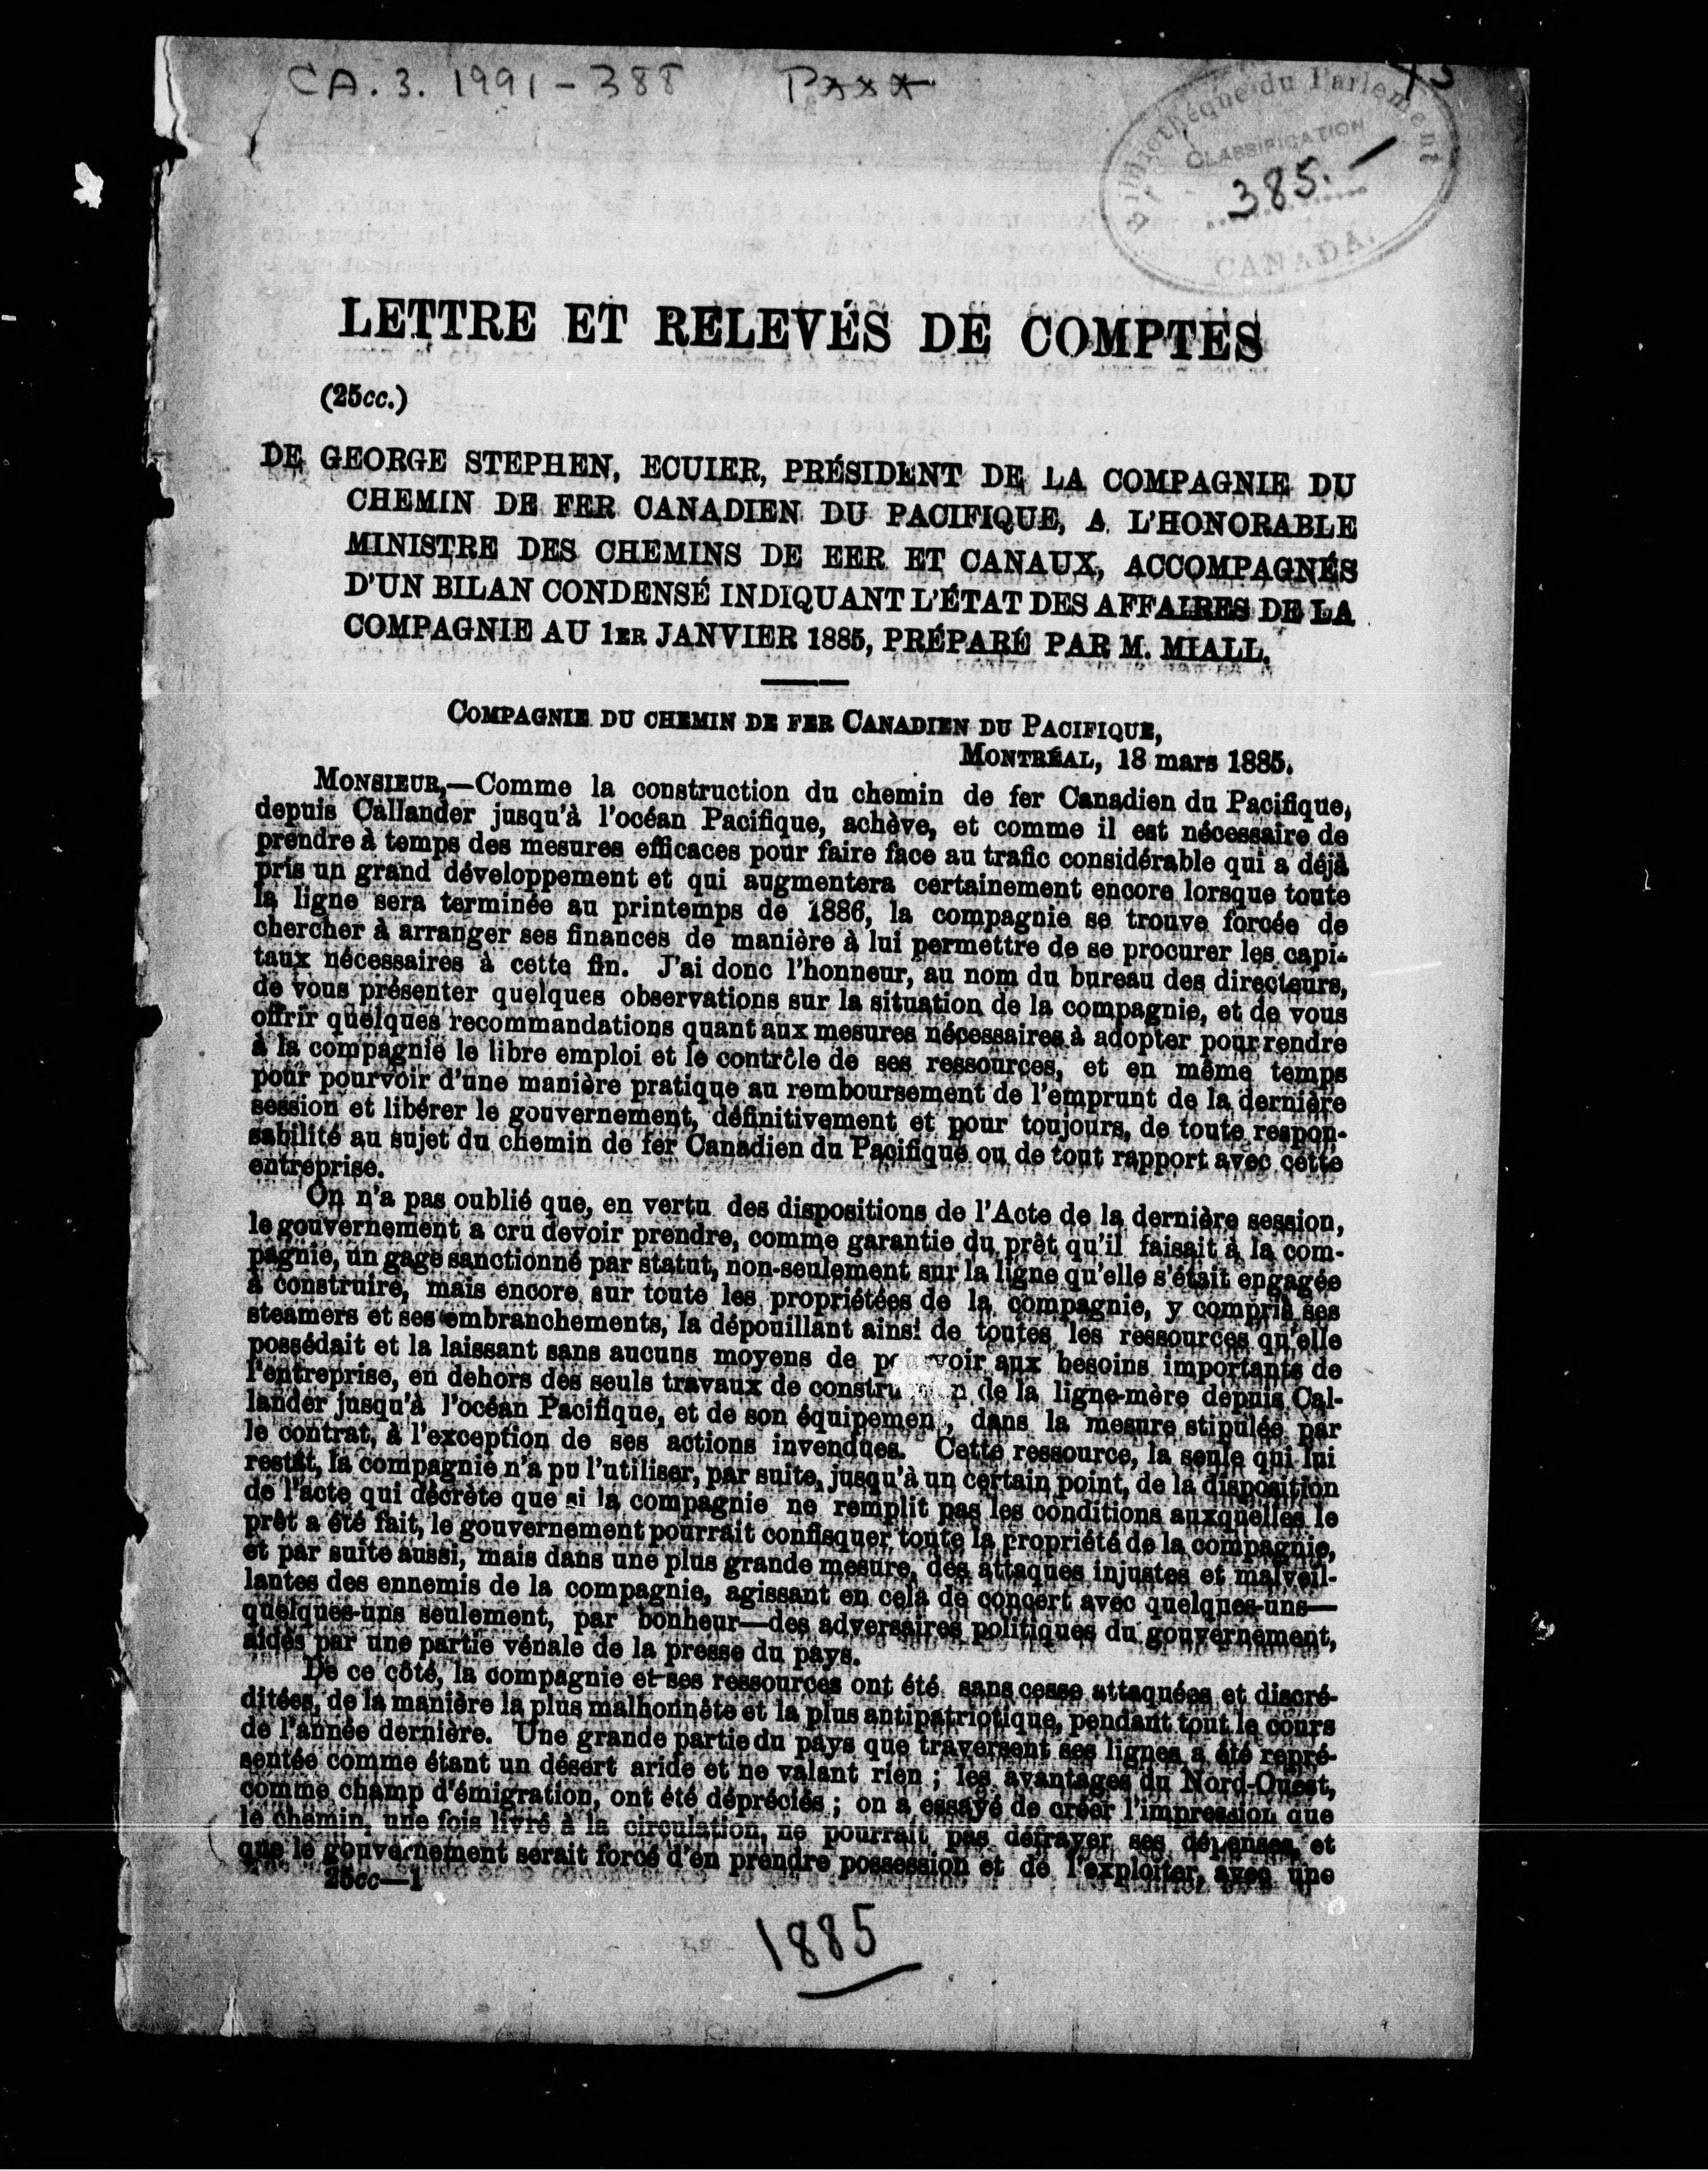 CA.3. 1991-388 P***
Bibliothèque du Parlement
CLASSIFICATION
385.
CANADA.
LETTRE ET RELEVÉS DE COMPTES
(25cc.)
DE GEORGE STEPHEN, ECUIER, PRÉSIDENT DE LA COMPAGNIE DU
CHEMIN DE FER CANADIEN DU PACIFIQUE, A L'HONORABLE
MINISTRE DES CHEMINS DE EER ET CANAUX, ACCOMPAGNÉS
D'UN BILAN CONDENSÉ INDIQUANT L'ÉTAT DES AFFAIRES DE LA
COMPAGNIE AU 1ER JANVIER 1885, PRÉPARÉ PAR M. MIALL.
COMPAGNIE DU CHEMIN DE FER CANADIEN DU PACIFIQUE,
MONTRÉAL, 18 mars 1885.
MONSIEUR,—Comme la construction du chemin de fer Canadien du Pacifique,
depuis Callander jusqu'à l'océan Pacifique, achève, et comme il est nécessaire de
prendre à temps des mesures efficaces pour faire face au trafic considérable qui a déjà
pris un grand développement et qui augmentera certainement encore lorsque toute
la ligne sera terminée au printemps de 1886, la compagnie se trouve forcée de
chercher à arranger ses finances de manière à lui permettre de se procurer les capi-
taux nécessaires à cette fin. J'ai donc l'honneur, au nom du bureau des directeurs,
de vous présenter quelques observations sur la situation de la compagnie, et de vous
offrir quelques recommandations quant aux mesures nécessaires à adopter pour rendre
à la compagnie le libre emploi et le contrôle de ses ressources, et en même temps
pour pourvoir d'une manière pratique au remboursement de l'emprunt de la dernière
session et libérer le gouvernement, définitivement et pour toujours, de toute respon-
sabilité au sujet du chemin de fer Canadien du Pacifique ou de tout rapport avec cette
entreprise.
On n'a pas oublié que, en vertu des dispositions de l'Acte de la dernière session,
le gouvernement a cru devoir prendre, comme garantie du prêt qu'il faisait à la com-
pagnie, un gage sanctionné par statut, non-seulement sur la ligne qu'elle s'était engagée
à construire, mais encore sur toute les propriétées de la compagnie, y compris ses
steamers et ses embranchements, la dépouillant ainsi de toutes les ressources qu'elle
possédait et la laissant sans aucuns moyens de pourvoir aux besoins importants de
l'entreprise, en dehors des seuls travaux de construction de la ligne-mère depuis Cal-
lander jusqu'à l'océan Pacifique, et de son équipement, dans la mesure stipulée par
le contrat, à l'exception de ses actions invendues. Cette ressource, la seule qui lui
restât, la compagnie n'a pu l'utiliser, par suite, jusqu'à un certain point, de la disposition
de l'acte qui décrète que si la compagnie ne remplit pas les conditions auxquelles le
prêt a été fait, le gouvernement pourrait confisquer toute la propriété de la compagnie,
et par suite aussi, mais dans une plus grande mesure, des attaques injustes et malveil-
lantes des ennemis de la compagnie, agissant en cela de concert avec quelques-uns—
quelques-uns seulement, par bonheur—des adversaires politiques du gouvernement,
aidés par une partie vénale de la presse du pays.
De ce côté, la compagnie et ses ressources ont été sans cesse attaquées et discré-
ditées, de la manière la plus malhonnête et la plus antipatriotique, pendant tout le cours
de l'année dernière. Une grande partie du pays que traversent ses lignes a été repré-
sentée comme étant un désert aride et ne valant rien ; les avantages du Nord-Ouest,
comme champ d'émigration, ont été dépréciés ; on a essayé de créer l'impression que
le chemin, une fois livré à la circulation, ne pourrait pas défrayer ses dépenses, et
que le gouvernement serait forcé d'en prendre possession et de l'exploiter, avec une
25cc—1
1885